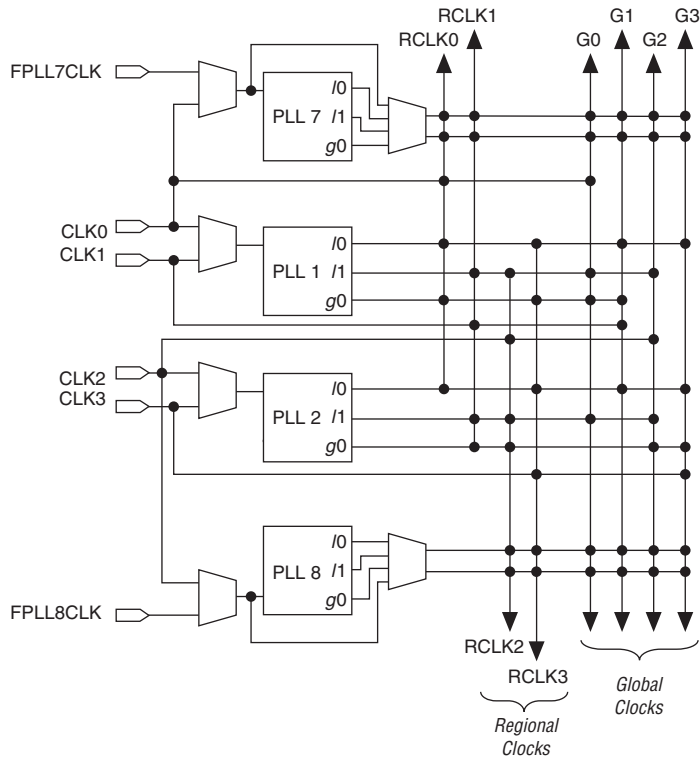 RCLK1
RCLK0
G0
G1
G2
G3
FPLL7CLK
PLL 7
l0
l1
g0
CLK0
CLK1
PLL 1
l0
l1
g0
CLK2
CLK3
PLL 2
l0
l1
g0
PLL 8
l0
l1
g0
FPLL8CLK
RCLK2
RCLK3
Regional
Clocks
Global
Clocks